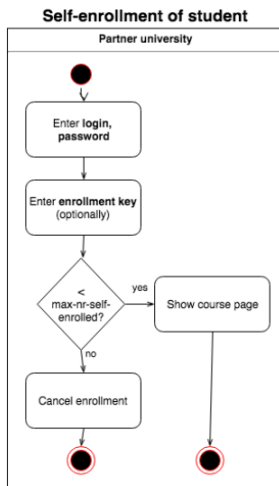 Self-enrollment of student
Partner university
Enter login,
password
Enter enrollment key
(optionally)
<
max-nr-self-
enrolled?
yes
Show course page
no
Cancel enrollment